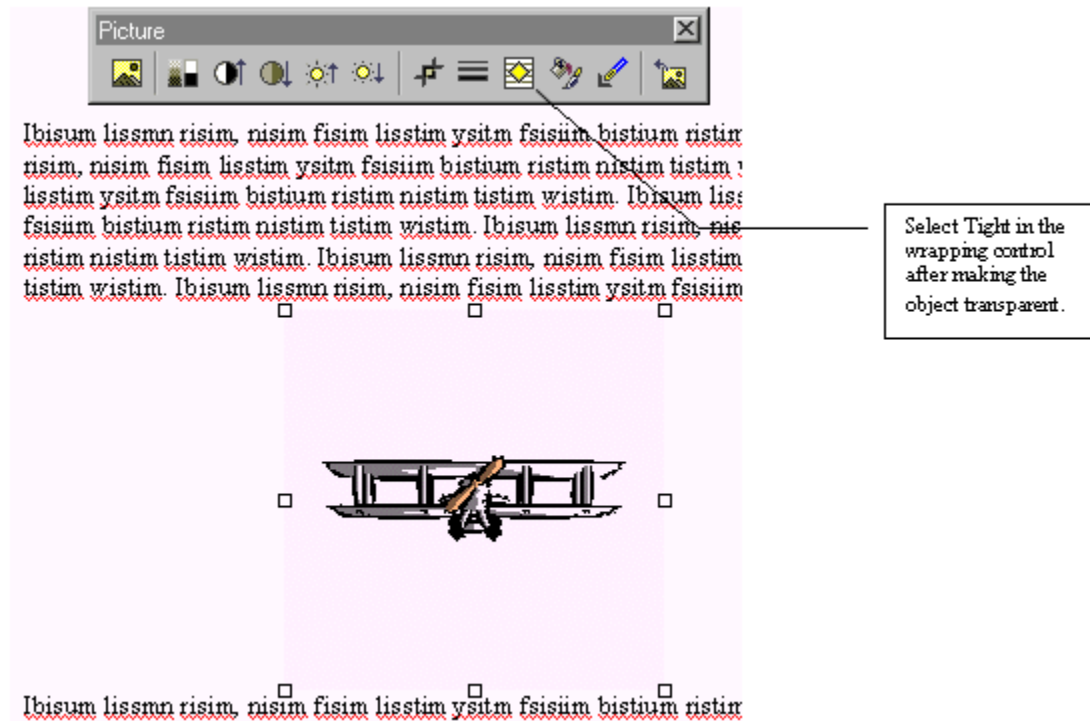 Picture
Ibisum lissmn risim, nisim fisim lisstim ysitm fsisiim bistium ristim
risim, nisim fisim lisstim ysitm fsisiim bistium ristim nistim tistim
lisstim ysitm fsisiim bistium ristim nistim tistim wistim. Ibisum
fsisiim bistium ristim nistim tistim wistim. Ibisum lissmn risim,
ristim nistim tistim wistim. Ibisum lissmn risim, nisim fisim lisstim
tistim wistim. Ibisum lissmn risim, nisim fisim lisstim ysitm fsisiim
Select Tight in the
wrapping control
after making the
object transparent.
Ibisum lissmn risim, nisim fisim lisstim ysitm fsisiim bistium ristim